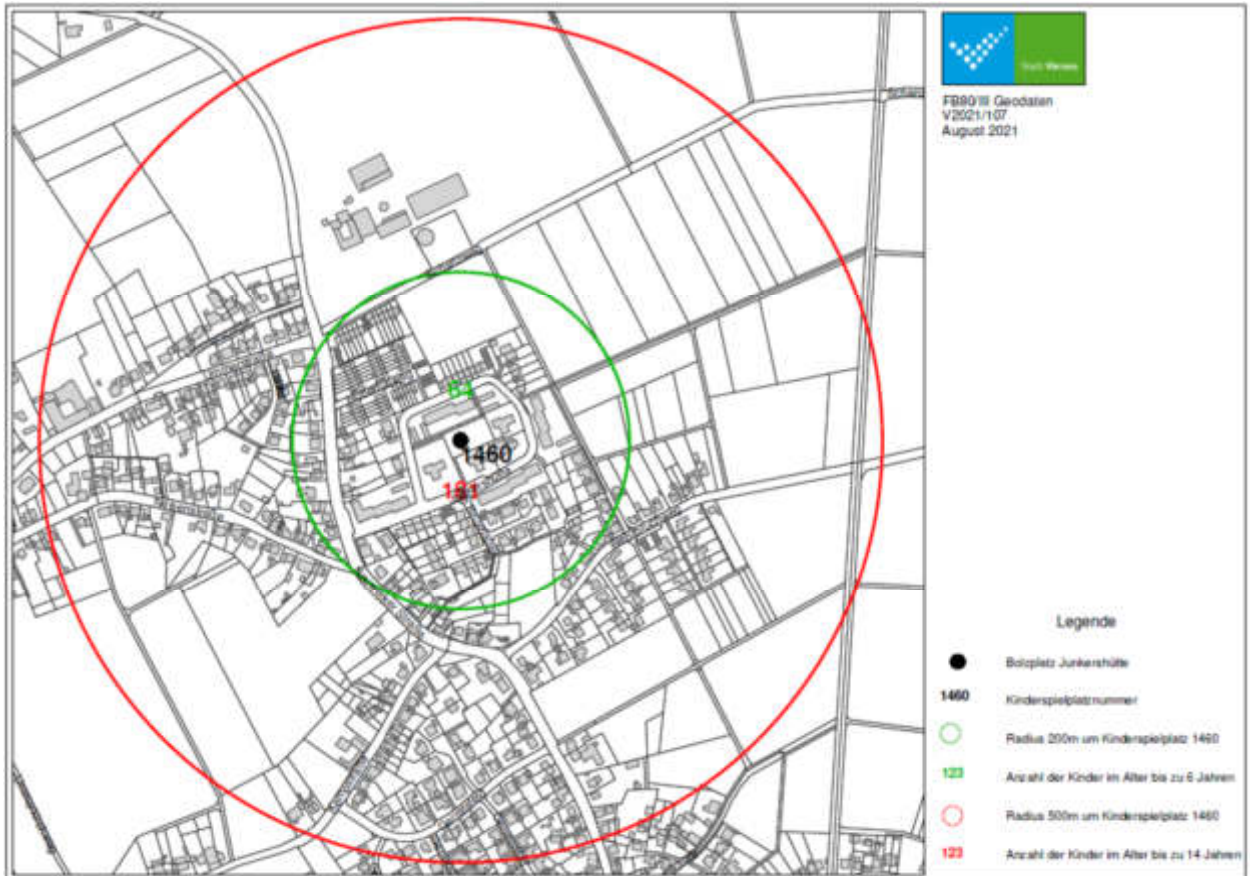 Stadt Viersen
FB80/III Geodaten
V2021/107
August 2021
64
1460
181
Legende
Bolzplatz Junkershütte
1460 Kinderspielplatznummer
Radius 200m um Kinderspielplatz 1460
123 Anzahl der Kinder im Alter bis zu 6 Jahren
Radius 500m um Kinderspielplatz 1460
123 Anzahl der Kinder im Alter bis zu 14 Jahren